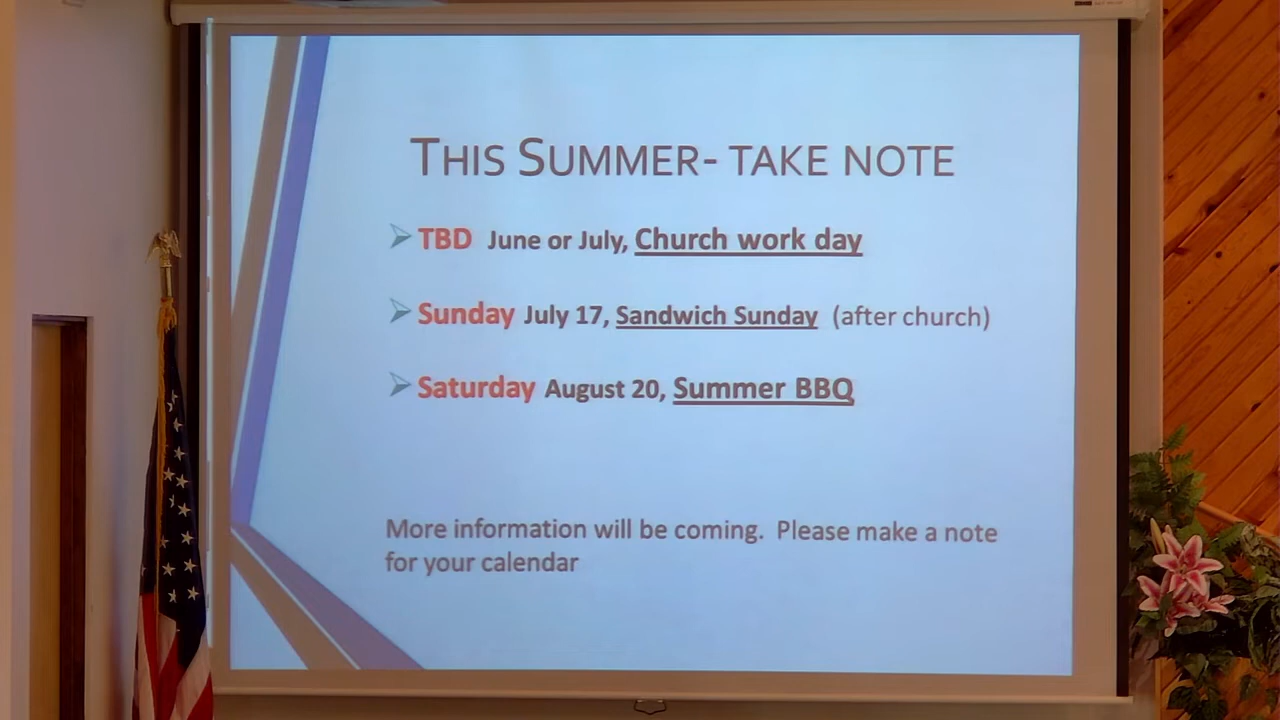 THIS SUMMER- TAKE NOTE
TBD June or July, Church work day
Sunday July 17, Sandwich Sunday (after church)
Saturday August 20, Summer BBQ
More information will be coming. Please make a note
for your calendar